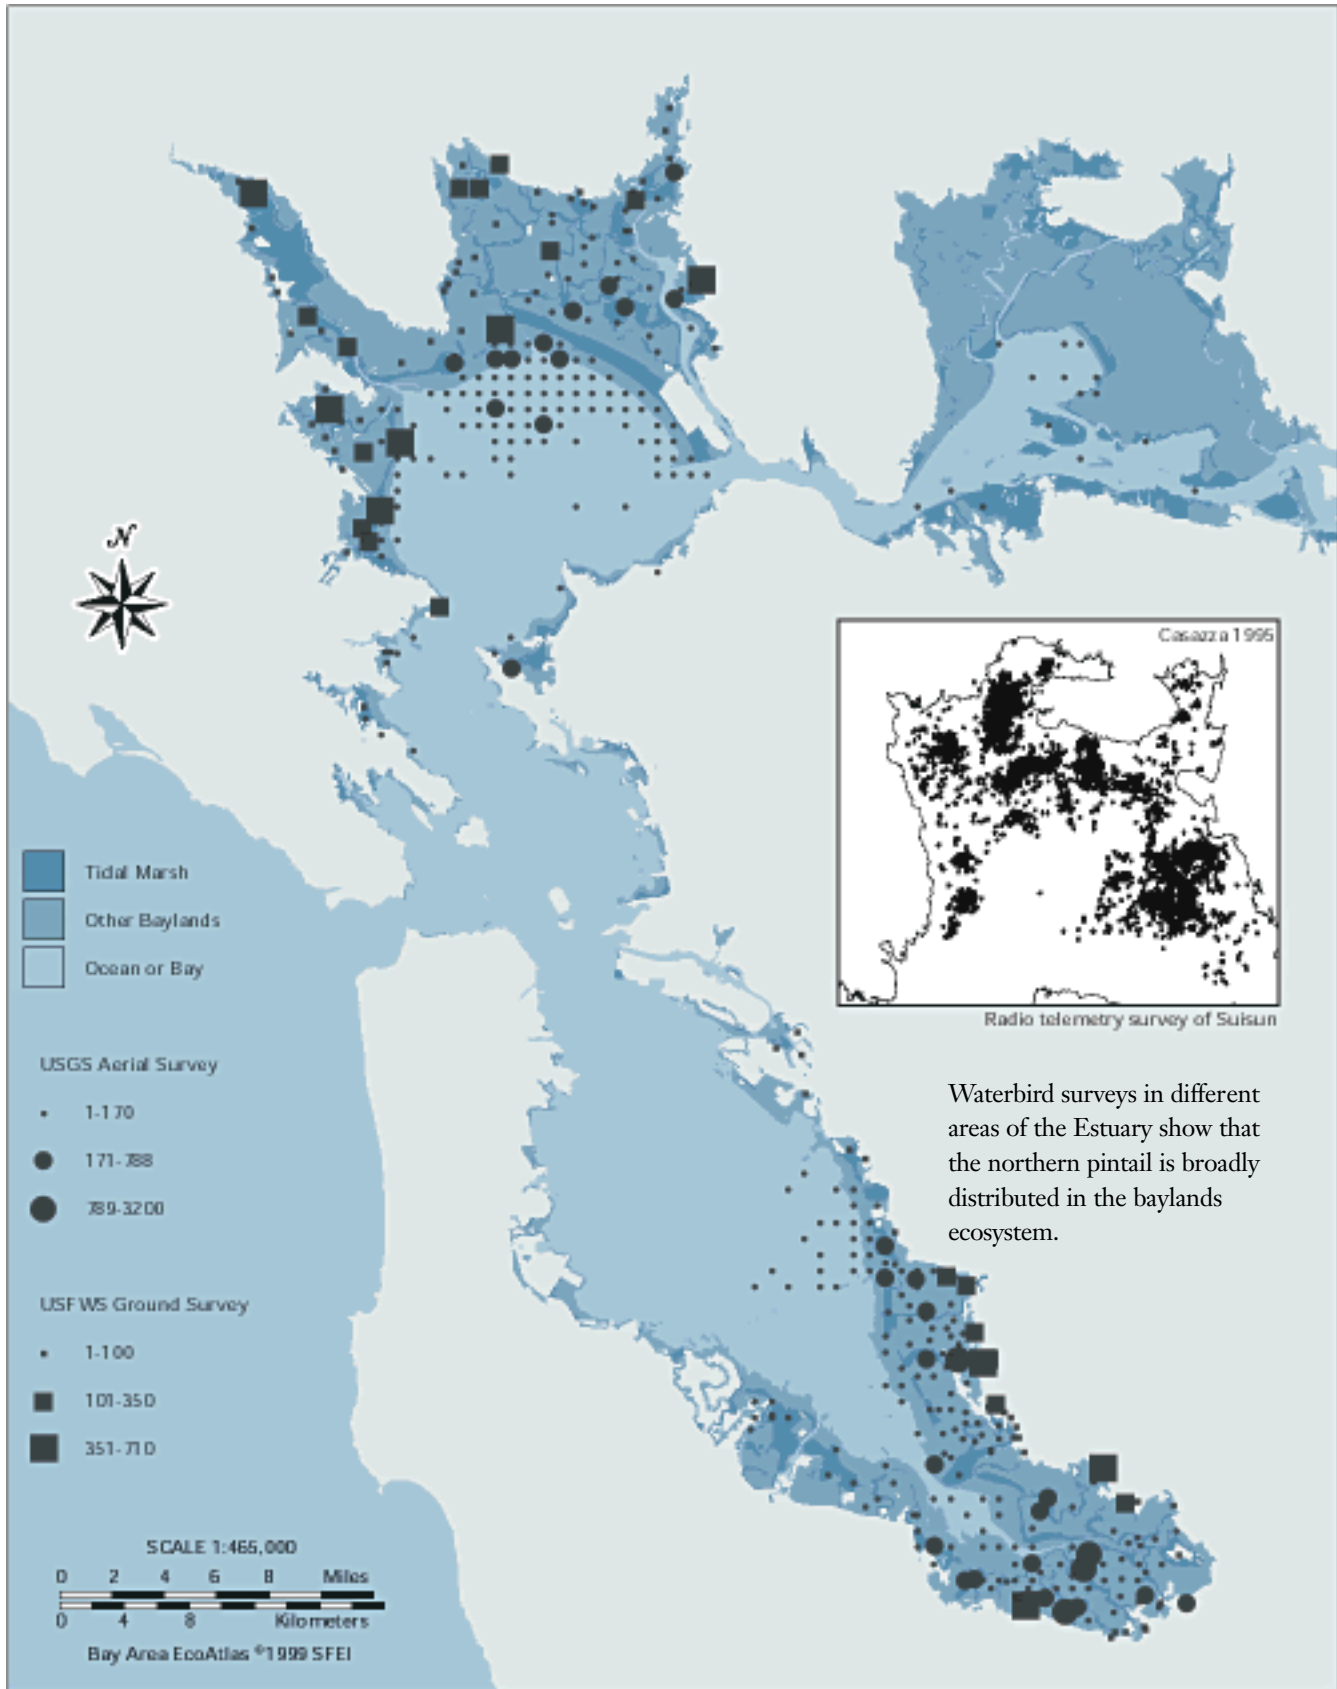 N
Casazza 1995
Radio telemetry survey of Suisun
Waterbird surveys in different
areas of the Estuary show that
the northern pintail is broadly
distributed in the baylands
ecosystem.
Tidal Marsh
Other Baylands
Ocean or Bay
USGS Aerial Survey
1-170
171-788
789-3200
USFWS Ground Survey
1-100
101-350
351-710
SCALE 1:465,000
0 2 4 6 8 Miles
0 4 8 Kilometers
Bay Area EcoAtlas ©1999 SFEI